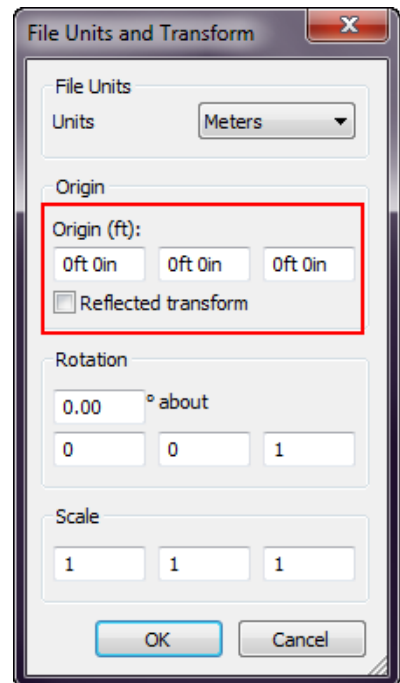 File Units and Transform
File Units
Units Meters
Origin
Origin (ft):
0ft 0in 0ft 0in 0ft 0in
Reflected transform
Rotation
0.00 ° about
0 0 1
Scale
1 1 1
OK Cancel